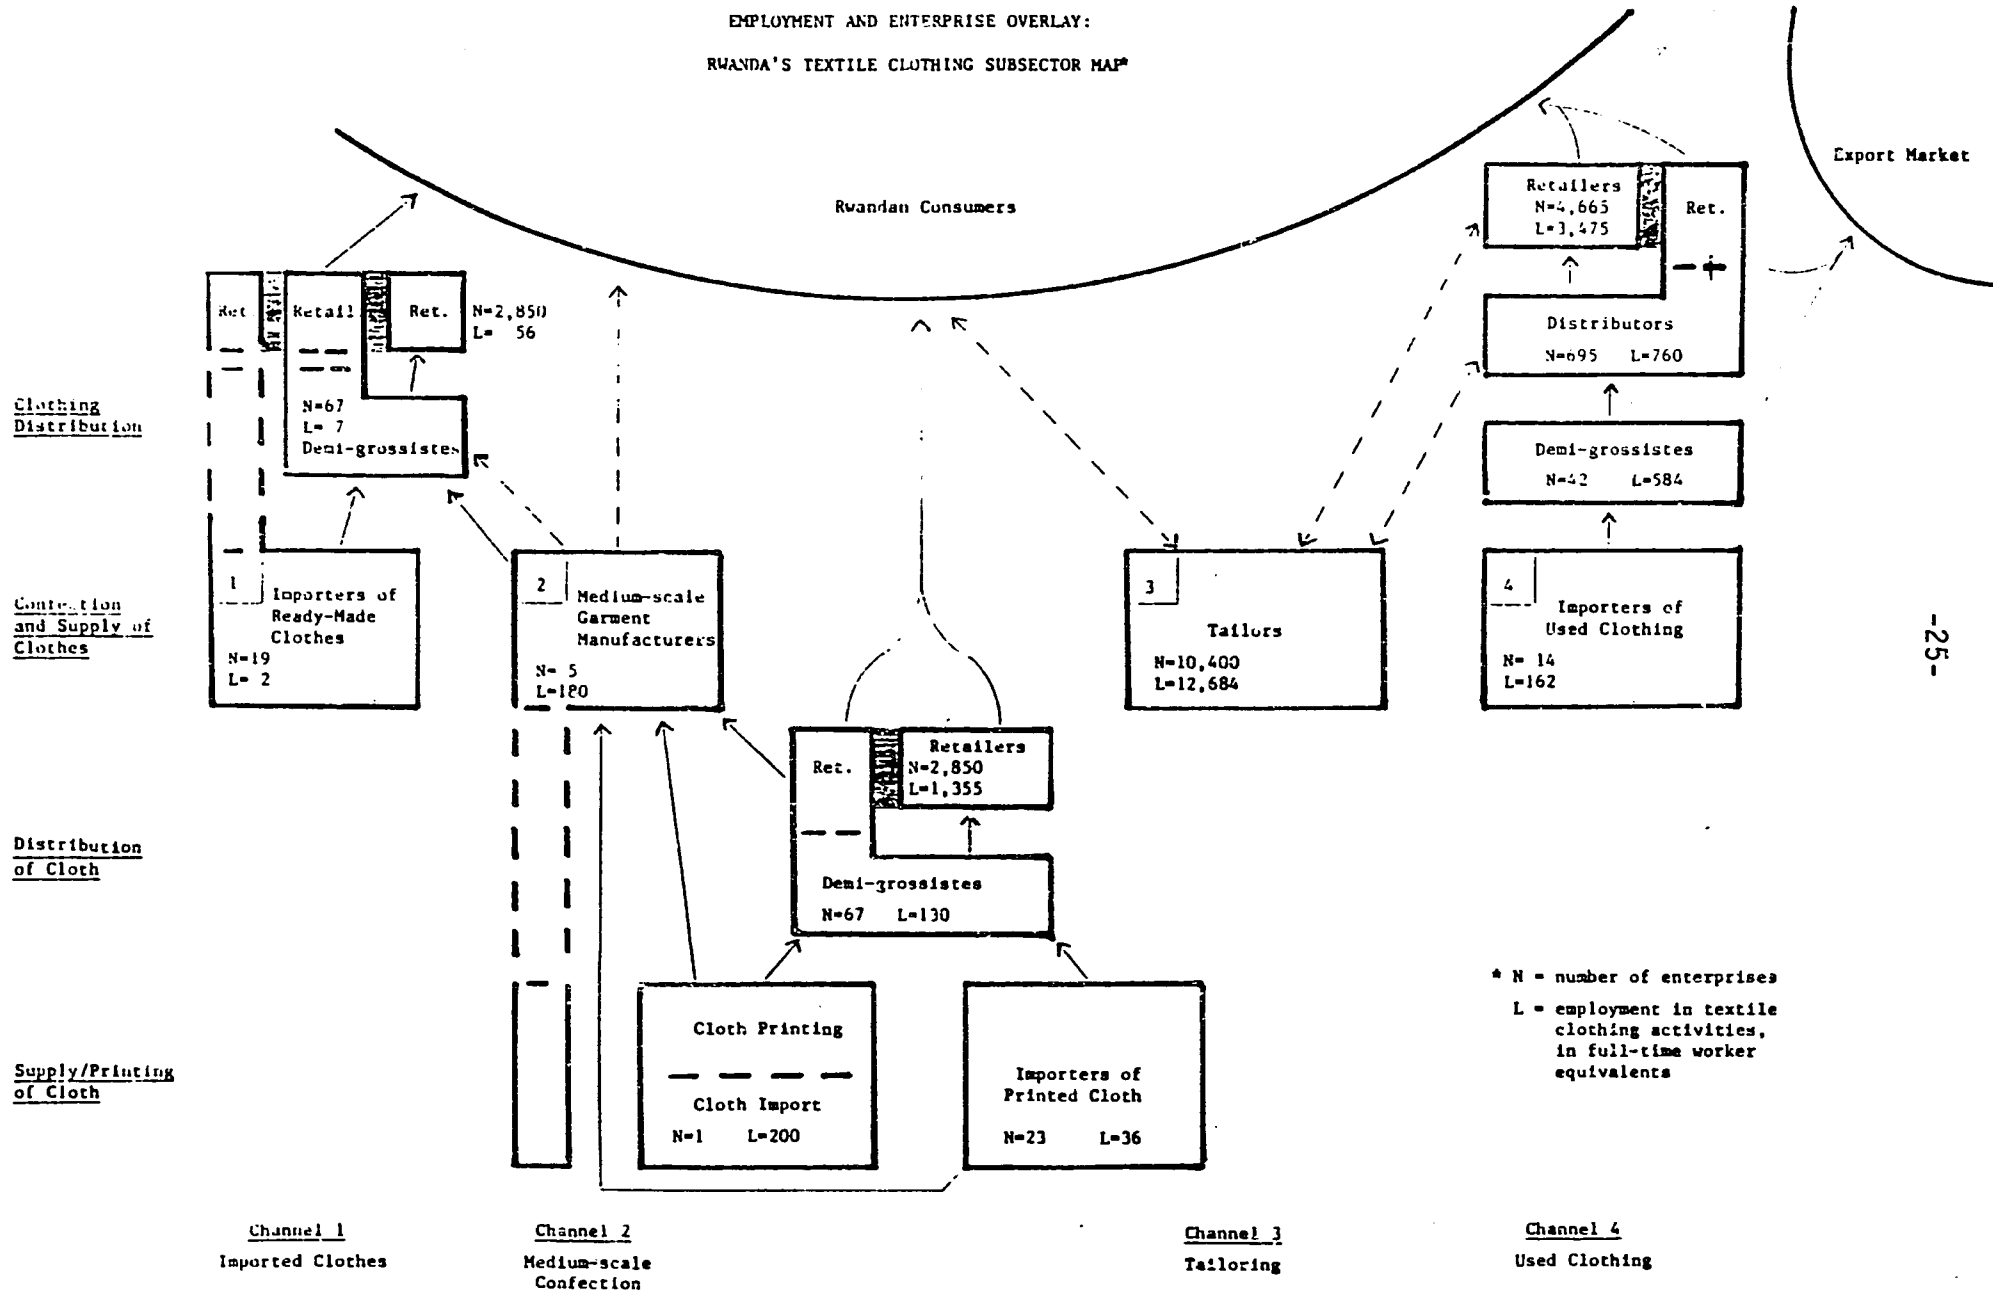 EMPLOYMENT AND ENTERPRISE OVERLAY:
RWANDA'S TEXTILE CLOTHING SUBSECTOR MAP*
Export Market
Rwandan Consumers
Retailers
N=4,665
L=3,475
Ret.
Distributors
N=695 L=760
Demi-grossistes
N=42 L=584
Ret
Retail
Ret.
N=2,850
L= 56
N=67
L= 7
Demi-grossistes
Clothing
Distribution
Confection
and Supply of
Clothes
1
Importers of
Ready-Made
Clothes
N=19
L= 2
2
Medium-scale
Garment
Manufacturers
N= 5
L=180
3
Tailors
N=10,400
L=12,684
4
Importers of
Used Clothing
N= 14
L=162
-25-
Ret.
Retailers
N=2,850
L=1,355
Demi-grossistes
N=67 L=130
Distribution
of Cloth
Supply/Printing
of Cloth
Cloth Printing
Cloth Import
N=1 L=200
Importers of
Printed Cloth
N=23 L=36
* N = number of enterprises
L = employment in textile
clothing activities,
in full-time worker
equivalents
Channel 1
Imported Clothes
Channel 2
Medium-scale
Confection
Channel 3
Tailoring
Channel 4
Used Clothing